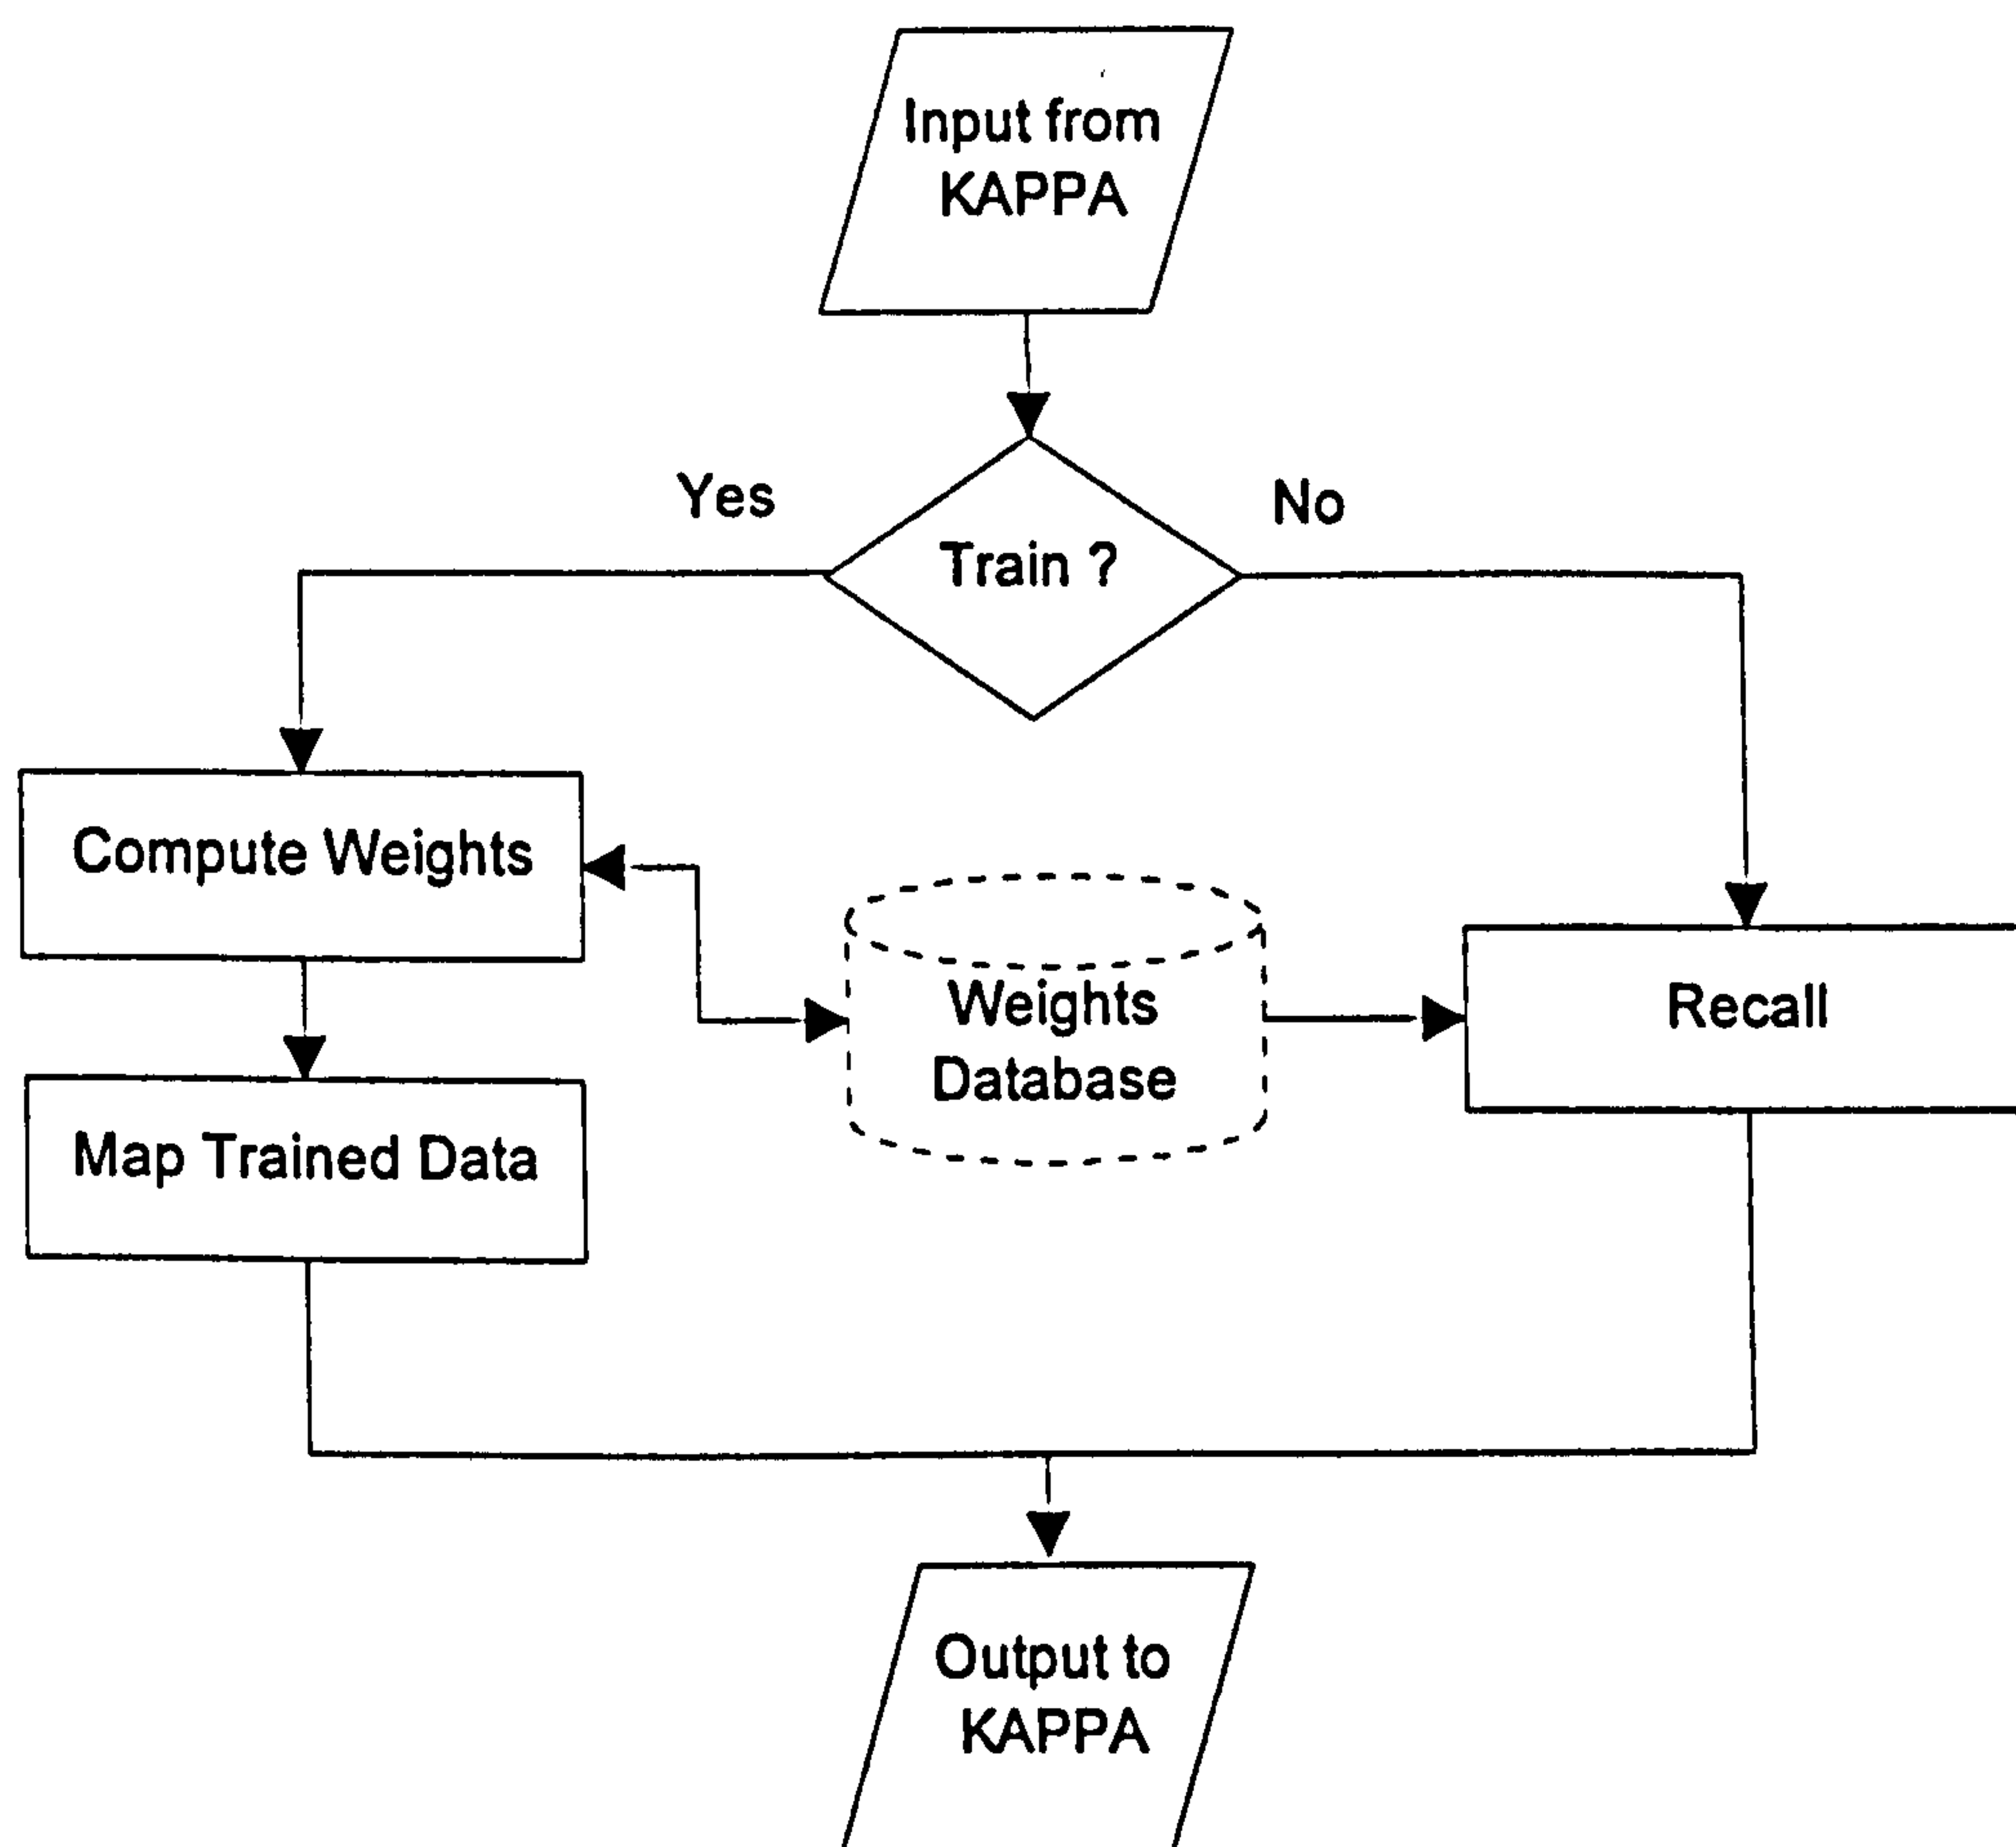 Input from
KAPPA
Yes
No
Train ?
Compute Weights
Weights
Database
Recall
Map Trained Data
Output to
KAPPA